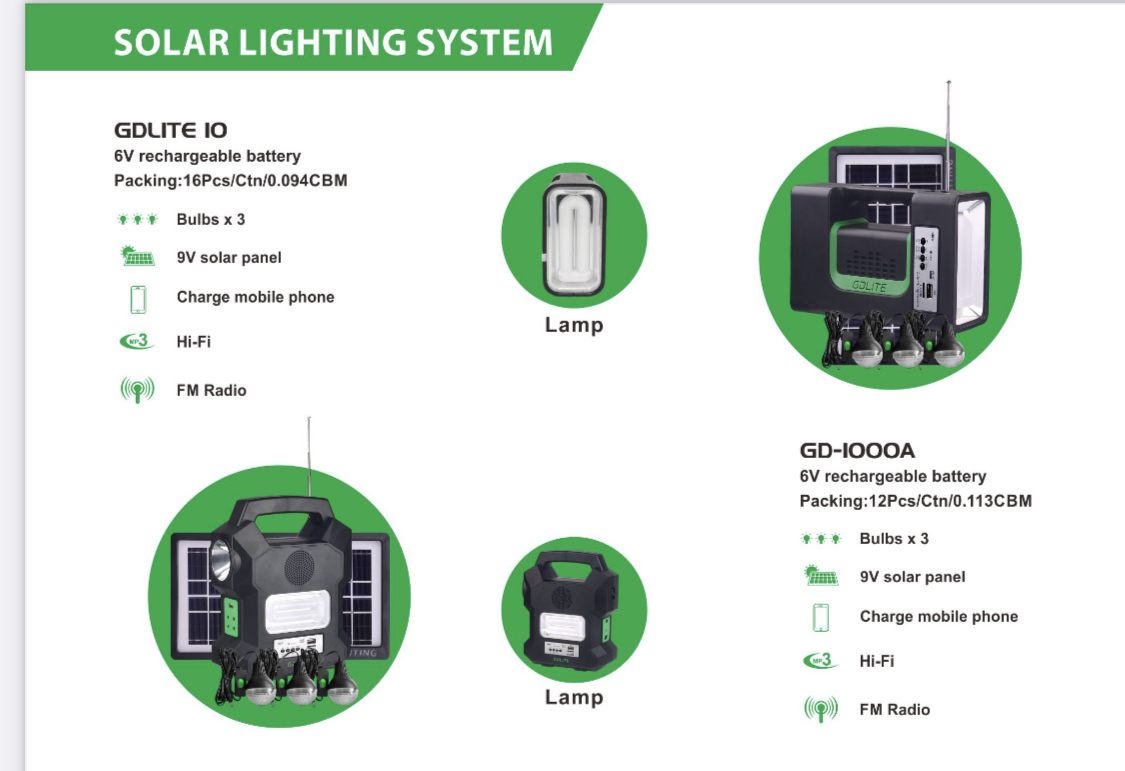 SOLAR LIGHTING SYSTEM
GDLITE 10
6V rechargeable battery
Packing:16Pcs/Ctn/0.094CBM
Bulbs x 3
9V solar panel
Charge mobile phone
MP3
Hi-Fi
FM Radio
Lamp
GDLITE
GD-1000A
6V rechargeable battery
Packing:12Pcs/Ctn/0.113CBM
Bulbs x 3
9V solar panel
Charge mobile phone
MP3
Hi-Fi
FM Radio
Lamp
GDLITE